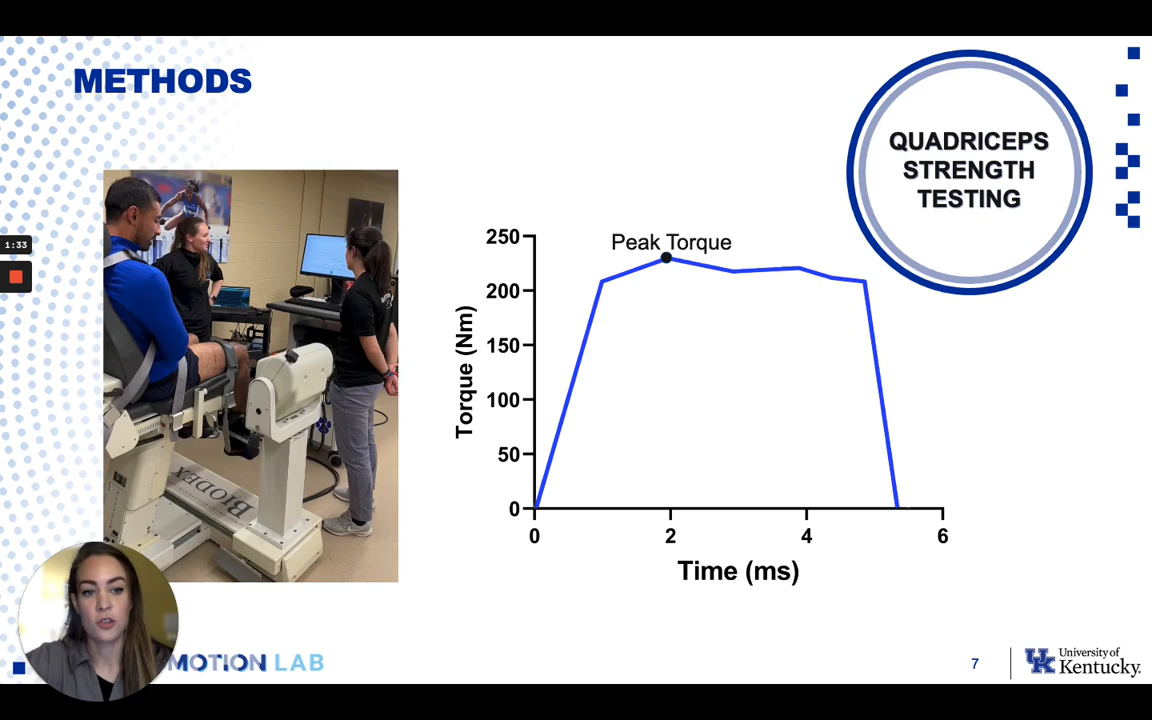 METHODS
QUADRICEPS
STRENGTH
TESTING
1:33
Peak Torque
250
200
150
100
50
0
Torque (Nm)
0
2
4
6
Time (ms)
BIODEX
MOTION LAB
7
UK
University of
Kentucky.